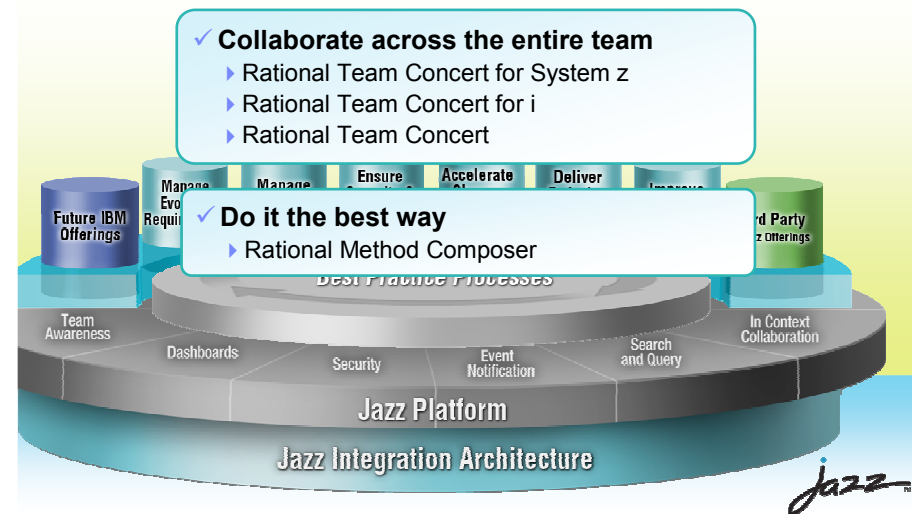 Collaborate across the entire team
Rational Team Concert for System z
Rational Team Concert for i
Rational Team Concert
Future IBM
Offerings
Manage
Manage
Ensure
Accelerate
Deliver
Do it the best way
Rational Method Composer
Party
Offerings
Best Practice Processes
Team
Awareness
Dashboards
Security
Event
Notification
Search
and Query
In Context
Collaboration
Jazz Platform
Jazz Integration Architecture
jazz